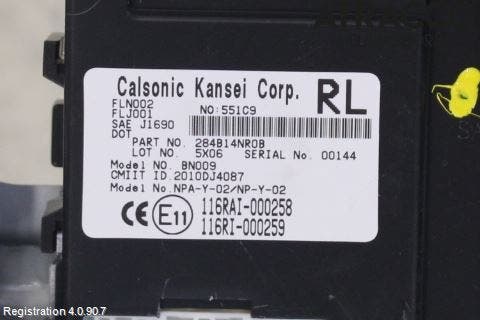 Calsonic Kansei Corp. RL
FLN002
FLJ001
NO:551C9
SAE J1690
DOT
PART NO. 284B14NR0B
LOT NO. 5X06 SERIAL No. 00144
Model No. BN009
CMIIT ID:2010DJ4087
Model No.NPA-Y-02/NP-Y-02
CE E11 116RAI-000258
116RI-000259
Registration 4.0.90.7